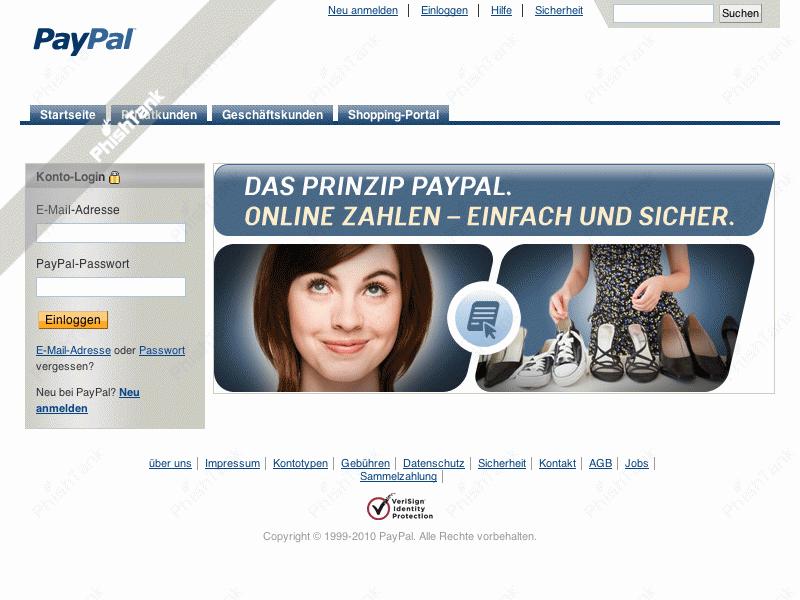 Neu anmelden
Einloggen
Hilfe
Sicherheit
Suchen
PayPal
PhishTank
Startseite
Geschäftskunden
Shopping-Portal
Konto-Login
E-Mail-Adresse
PayPal-Passwort
Einloggen
E-Mail-Adresse oder Passwort
vergessen?
Neu bei PayPal? Neu
anmelden
DAS PRINZIP PAYPAL.
ONLINE ZAHLEN – EINFACH UND SICHER.
über uns
Impressum
Kontotypen
Gebühren
Datenschutz
Sicherheit
Kontakt
AGB
Jobs
Sammelzahlung
VeriSign
Identity
Protection
Copyright © 1999-2010 PayPal. Alle Rechte vorbehalten.